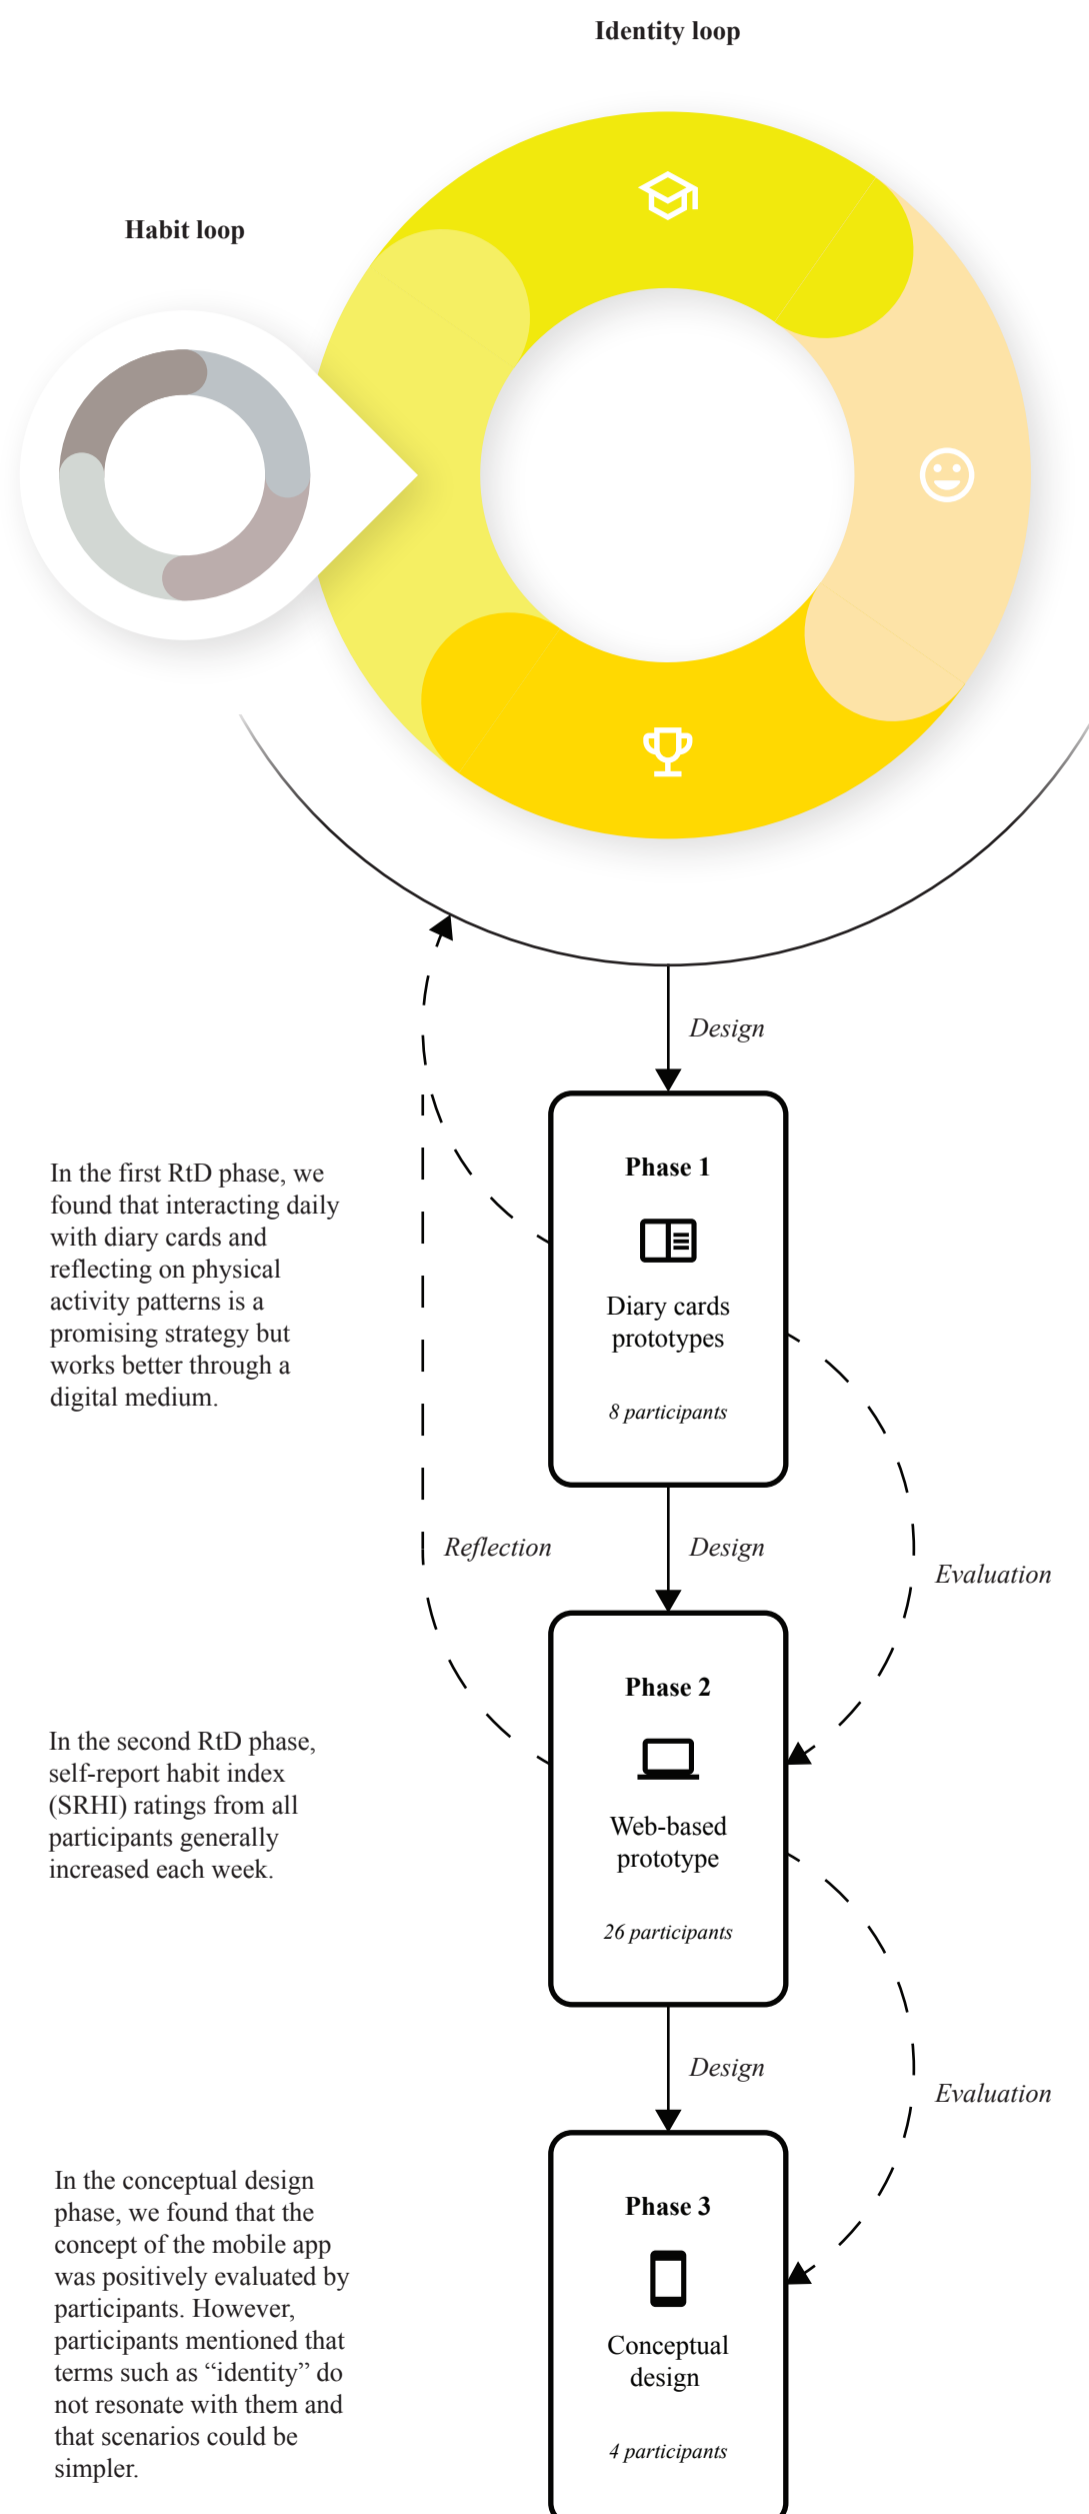 Identity loop
Habit loop
Design
In the first RtD phase, we
found that interacting daily
with diary cards and
reflecting on physical
activity patterns is a
promising strategy but
works better through a
digital medium.
Phase 1
Diary cards
prototypes
8 participants
Reflection
Design
Evaluation
In the second RtD phase,
self-report habit index
(SRHI) ratings from all
participants generally
increased each week.
Phase 2
Web-based
prototype
26 participants
Design
Evaluation
In the conceptual design
phase, we found that the
concept of the mobile app
was positively evaluated by
participants. However,
participants mentioned that
terms such as “identity” do
not resonate with them and
that scenarios could be
simpler.
Phase 3
Conceptual
design
4 participants